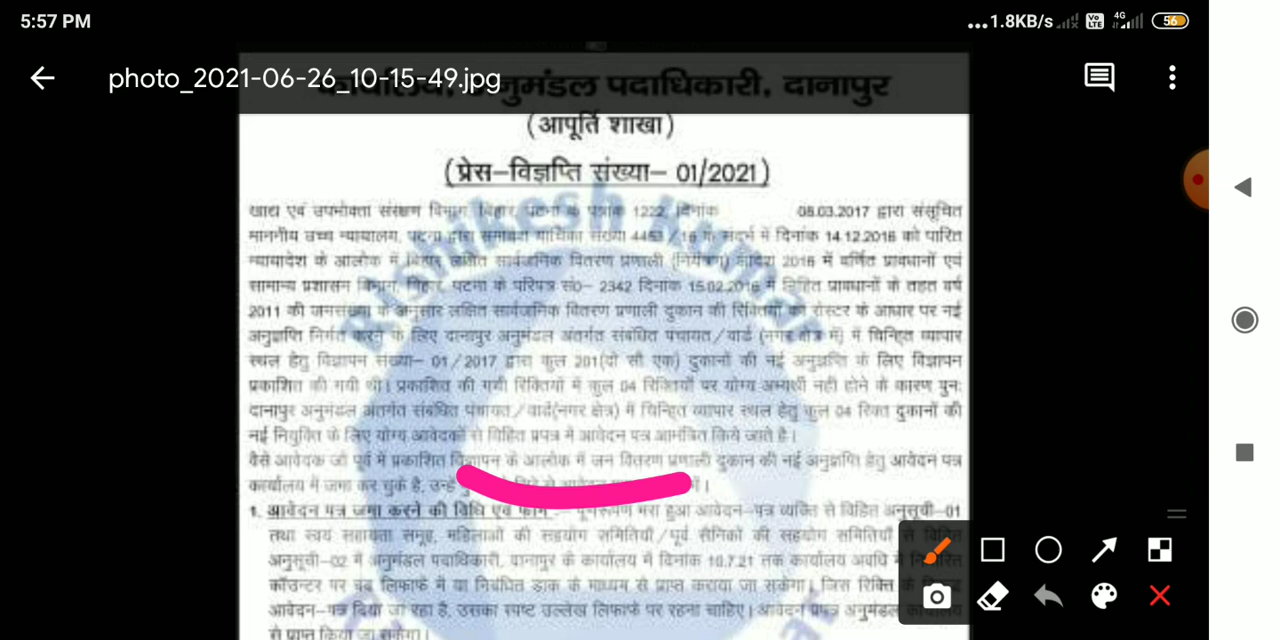 5:57 PM
...1.8KB/s Vo LTE 4G 56
photo_2021-06-26_10-15-49.jpg
कार्यालय, अनुमंडल पदाधिकारी, दानापुर
(आपूर्ति शाखा)
(प्रेस–विज्ञप्ति संख्या– 01/2021)
खाद्य एवं उपभोक्ता संरक्षण विभाग, बिहार, पटना के पत्रांक 1222, दिनांक 08.03.2017 द्वारा संसूचित
माननीय उच्च न्यायालय, पटना द्वारा समादेश याचिका संख्या 4453/16 के संदर्भ में दिनांक 14.12.2016 को पारित
न्यायादेश के आलोक में बिहार लक्षित सार्वजनिक वितरण प्रणाली (नियंत्रण) आदेश 2016 में वर्णित प्रावधानों एवं
सामान्य प्रशासन विभाग, बिहार, पटना के परिपत्र सं0– 2342 दिनांक 15.02.2016 में निहित प्रावधानों के तहत वर्ष
2011 की जनसंख्या के अनुसार लक्षित सार्वजनिक वितरण प्रणाली दुकान की रिक्तियों को रोस्टर के आधार पर नई
अनुज्ञप्ति निर्गत करने के लिए दानापुर अनुमंडल अंतर्गत संबंधित पंचायत/वार्ड (नगर क्षेत्र में) में चिन्हित व्यापार
स्थल हेतु विज्ञापन संख्या– 01/2017 द्वारा कुल 201(दो सौ एक) दुकानों की नई अनुज्ञप्ति के लिए विज्ञापन
प्रकाशित की गयी थी। प्रकाशित की गयी रिक्तियों में कुल 04 रिक्तियों पर योग्य अभ्यर्थी नही होने के कारण पुनः
दानापुर अनुमंडल अंतर्गत संबंधित पंचायत/वार्ड(नगर क्षेत्र) में चिन्हित व्यापार स्थल हेतु कुल 04 रिक्त दुकानों की
नई नियुक्ति के लिए योग्य आवेदकों से विहित प्रपत्र में आवेदन पत्र आमंत्रित किये जाते है।
वैसे आवेदक जो पूर्व में प्रकाशित विज्ञापन के आलोक में जन वितरण प्रणाली दुकान की नई अनुज्ञप्ति हेतु आवेदन पत्र
कार्यालय में जमा कर चुके है, उन्हें
1. आवेदन पत्र जमा करने की विधि एवं फार्म :– पूर्णरूपेण भरा हुआ आवेदन–पत्र व्यक्ति से विहित अनुसूची–01
तथा स्वयं सहायता समूह, महिलाओं की सहयोग समितियाँ/पूर्व सैनिकों की सहयोग समितियाँ से विहित
अनुसूची–02 में अनुमंडल पदाधिकारी, दानापुर के कार्यालय में दिनांक 10.7.21 तक कार्यालय अवधि में
कॉउन्टर पर बंद लिफाफे में या निबंधित डाक के माध्यम से प्राप्त कराया जा सकेगा। जिस रिक्ति के
आवेदन–पत्र दिया जा रहा है, उसका स्पष्ट उल्लेख लिफाफे पर रहना चाहिए। आवेदन प्रपत्र अनुमंडल
से प्राप्त किया जा सकेगा।
Rishikesh Kumar